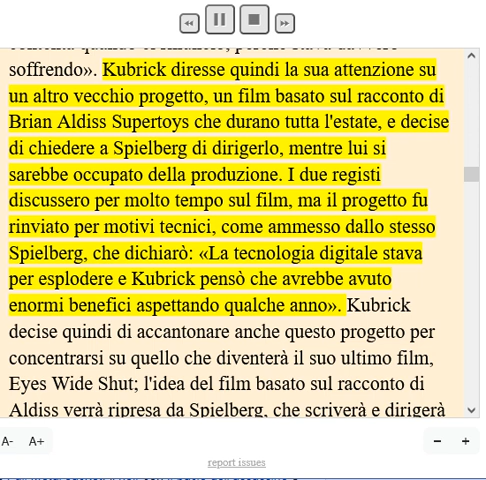 soffrendo». Kubrick diresse quindi la sua attenzione su
un altro vecchio progetto, un film basato sul racconto di
Brian Aldiss Supertoys che durano tutta l'estate, e decise
di chiedere a Spielberg di dirigerlo, mentre lui si
sarebbe occupato della produzione. I due registi
discussero per molto tempo sul film, ma il progetto fu
rinviato per motivi tecnici, come ammesso dallo stesso
Spielberg, che dichiarò: «La tecnologia digitale stava
per esplodere e Kubrick pensò che avrebbe avuto
enormi benefici aspettando qualche anno». Kubrick
decise quindi di accantonare anche questo progetto per
concentrarsi su quello che diventerà il suo ultimo film,
Eyes Wide Shut; l'idea del film basato sul racconto di
Aldiss verrà ripresa da Spielberg, che scriverà e dirigerà
A- A+ - +
report issues